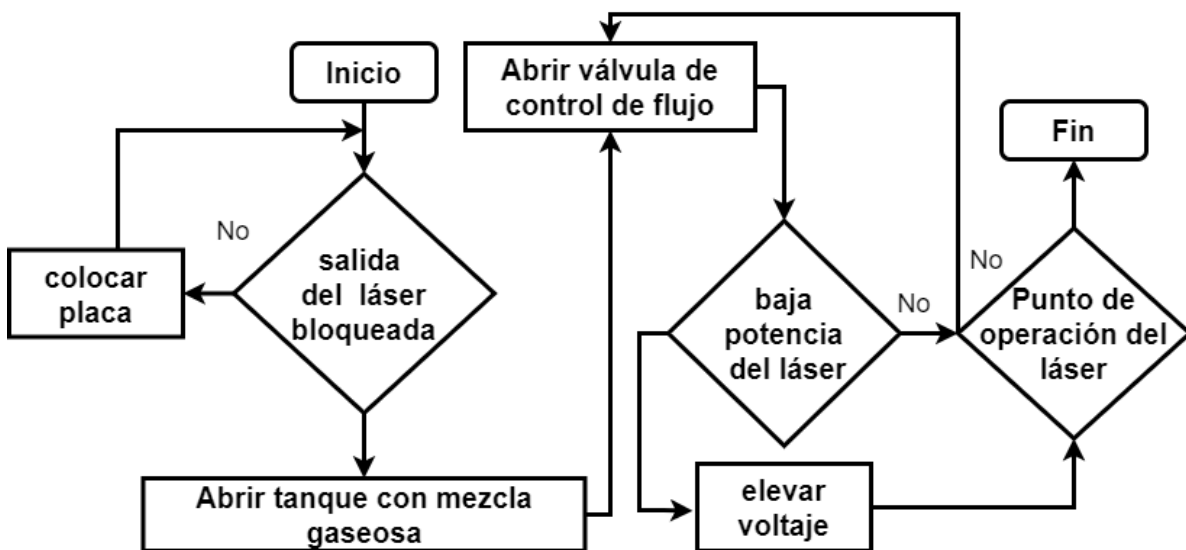 Inicio
No
salida
del láser
bloqueada
colocar
placa
Abrir tanque con mezcla
gaseosa
Abrir válvula de
control de flujo
baja
potencia
del láser
No
elevar
voltaje
No
Punto de
operación del
láser
Fin